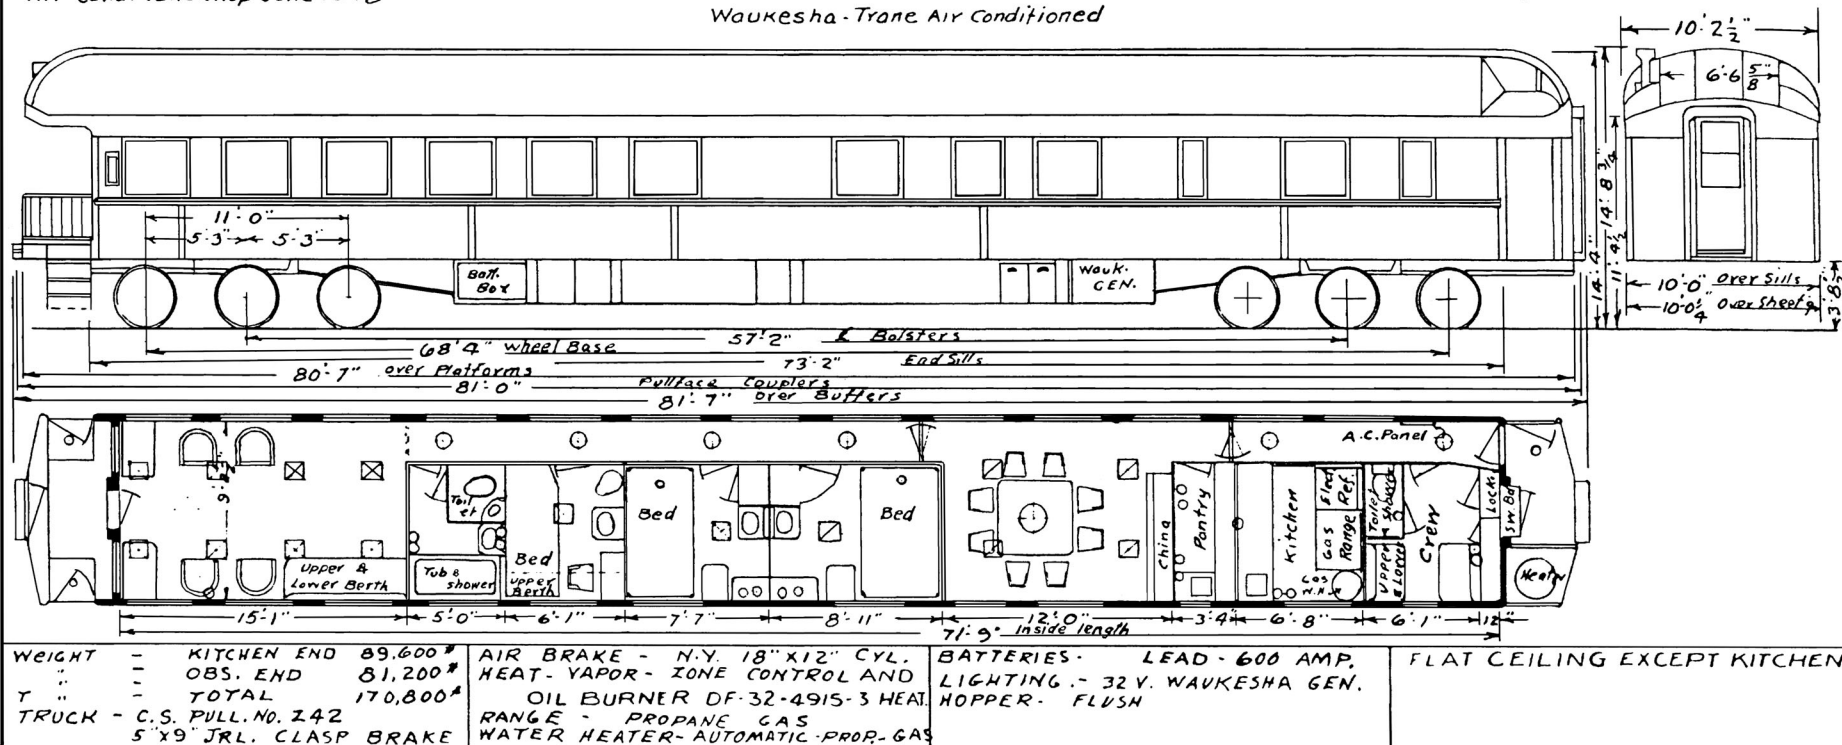 Waukesha-Trane Air Conditioned
10'-2½"
6'-6⅝"
11'-0"
5'-3" 5'-3"
Batt. Box
Wauk. GEN.
14'-4"
14'-8¾"
11'-4½"
10'-0" over Sills
10'-0¼" over Sheets
57'-2" ℄ Bolsters
68'4" Wheel Base
73'-2" End Sills
80'-7" over Platforms
81'-0" Pullface Couplers
81'-7" over Buffers
A.C. Panel
Toilet
Bed
Bed
Pantry
Kitchen
Elect. Ref.
Toilet & Shower
Crew
Lock.
SW. Bd
Upper & Lower Berth
Tub & shower
Bed Upper Berth
China
Gas Range
Gas W.H.
Upper & Lower
Heater
15'-1" 5'-0" 6'-1" 7'-7" 8'-11" 12'-0" 3'-4" 6'-8" 6'-1" 12"
71'-9" Inside length
WEIGHT - KITCHEN END 89,600#
" - OBS. END 81,200#
T " - TOTAL 170,800#
TRUCK - C.S. PULL. NO. 242
5"X9" JRL. CLASP BRAKE
AIR BRAKE - N.Y. 18"X12" CYL.
HEAT - VAPOR - ZONE CONTROL AND
OIL BURNER DF-32-4915-3 HEAT.
RANGE - PROPANE GAS
WATER HEATER - AUTOMATIC - PROP. - GAS
BATTERIES - LEAD - 600 AMP.
LIGHTING - 32 V. WAUKESHA GEN.
HOPPER - FLUSH
FLAT CEILING EXCEPT KITCHEN